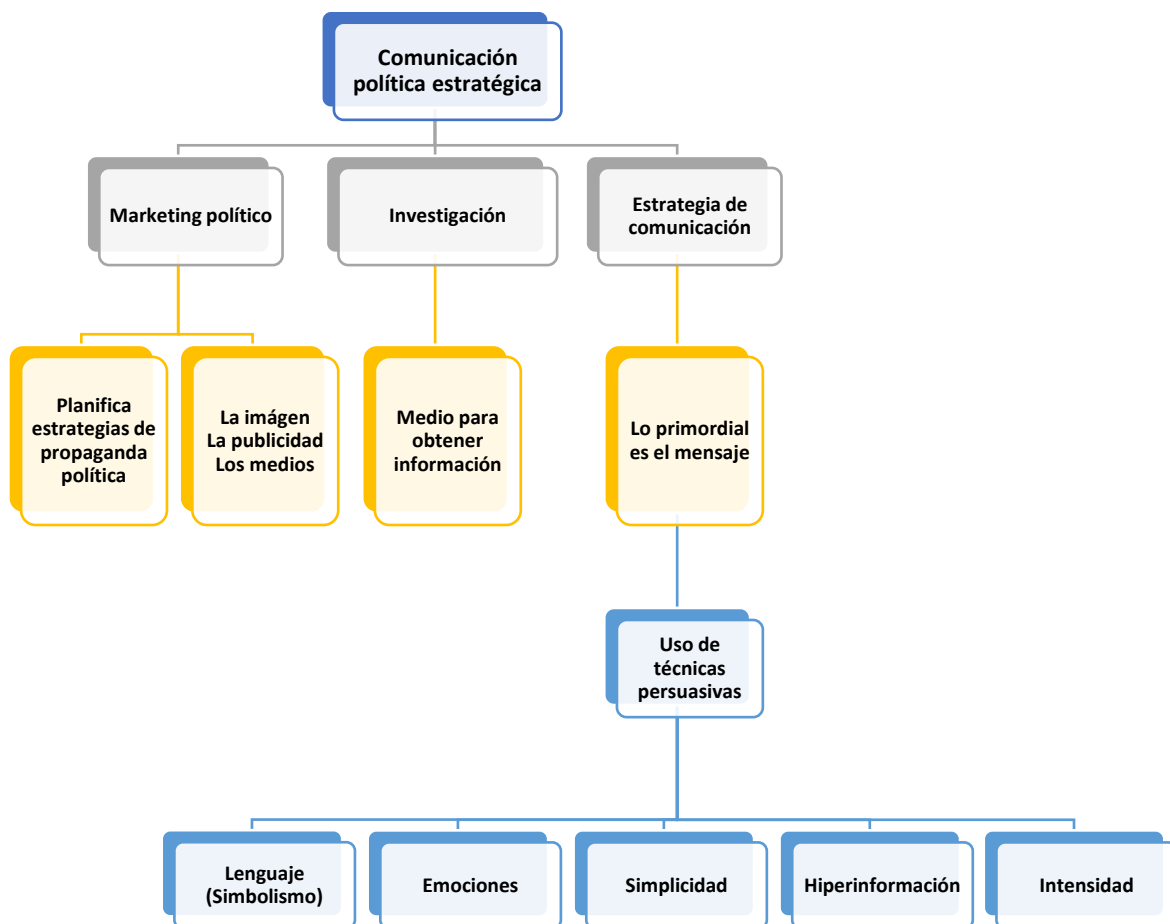 Comunicación
política estratégica
Marketing político
Investigación
Estrategia de
comunicación
Planifica
estrategias de
propaganda
política
La imágen
La publicidad
Los medios
Medio para
obtener
información
Lo primordial
es el mensaje
Uso de
técnicas
persuasivas
Lenguaje
(Simbolismo)
Emociones
Simplicidad
Hiperinformación
Intensidad